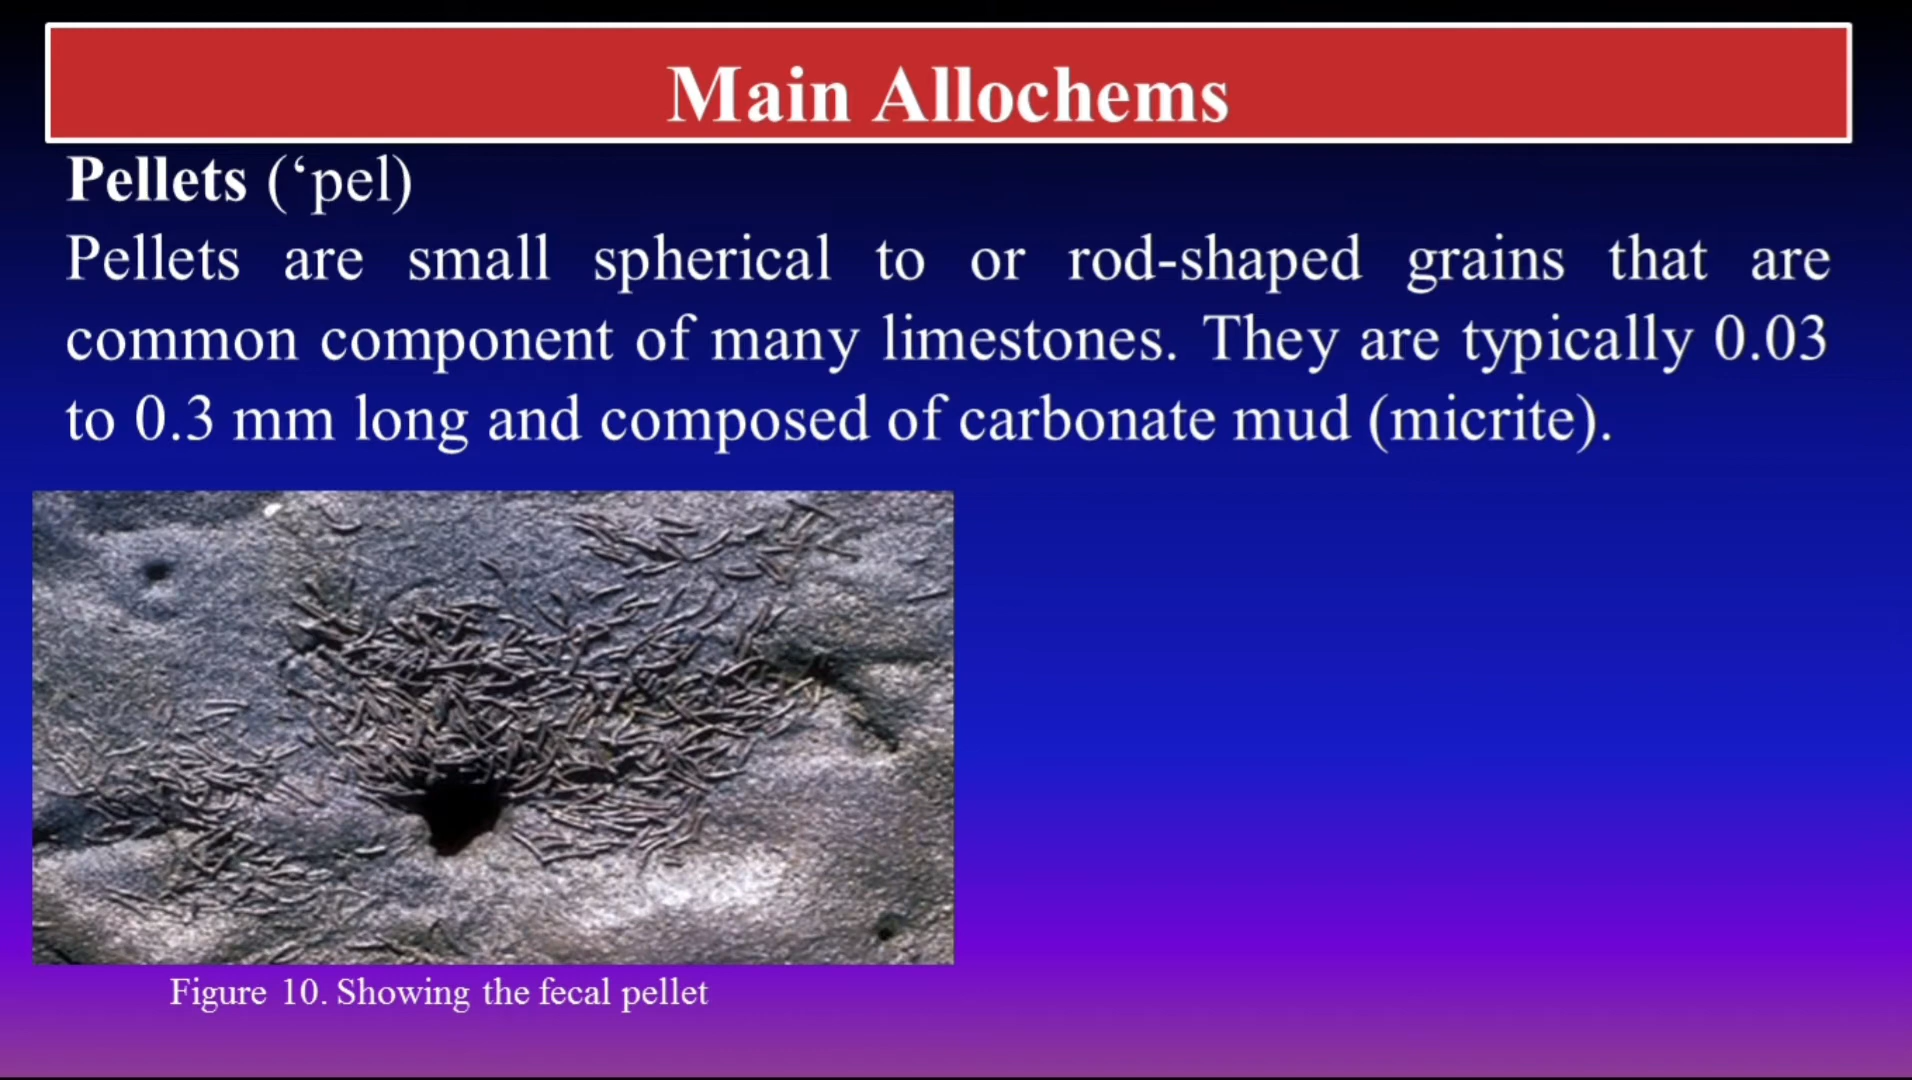 Main Allochems
Pellets (‘pel)
Pellets are small spherical to or rod-shaped grains that are
common component of many limestones. They are typically 0.03
to 0.3 mm long and composed of carbonate mud (micrite).
Figure 10. Showing the fecal pellet